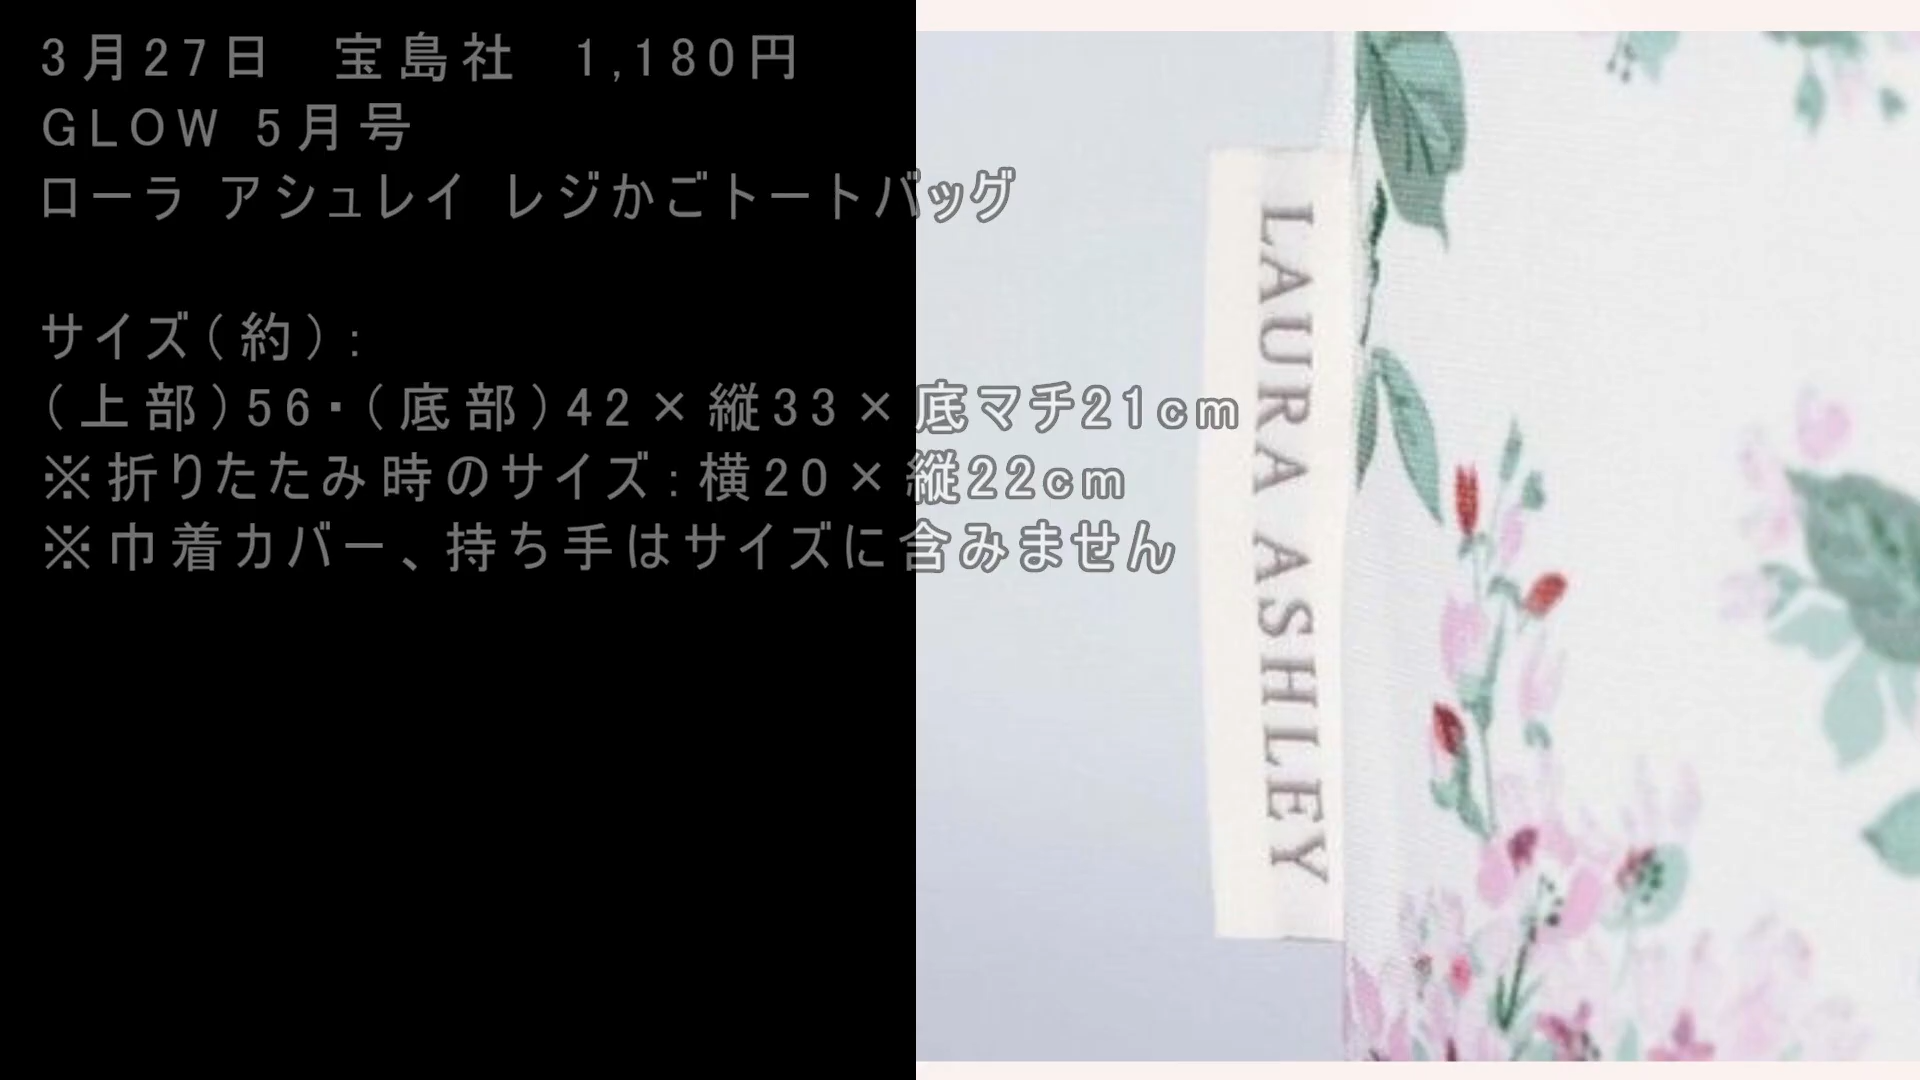 3月27日　宝島社　1,180円
GLOW 5月号
ローラ アシュレイ レジかごトートバッグ
サイズ(約):
(上部)56・(底部)42×縦33×底マチ21cm
※折りたたみ時のサイズ:横20×縦22cm
※巾着カバー、持ち手はサイズに含みません
LAURA ASHLEY